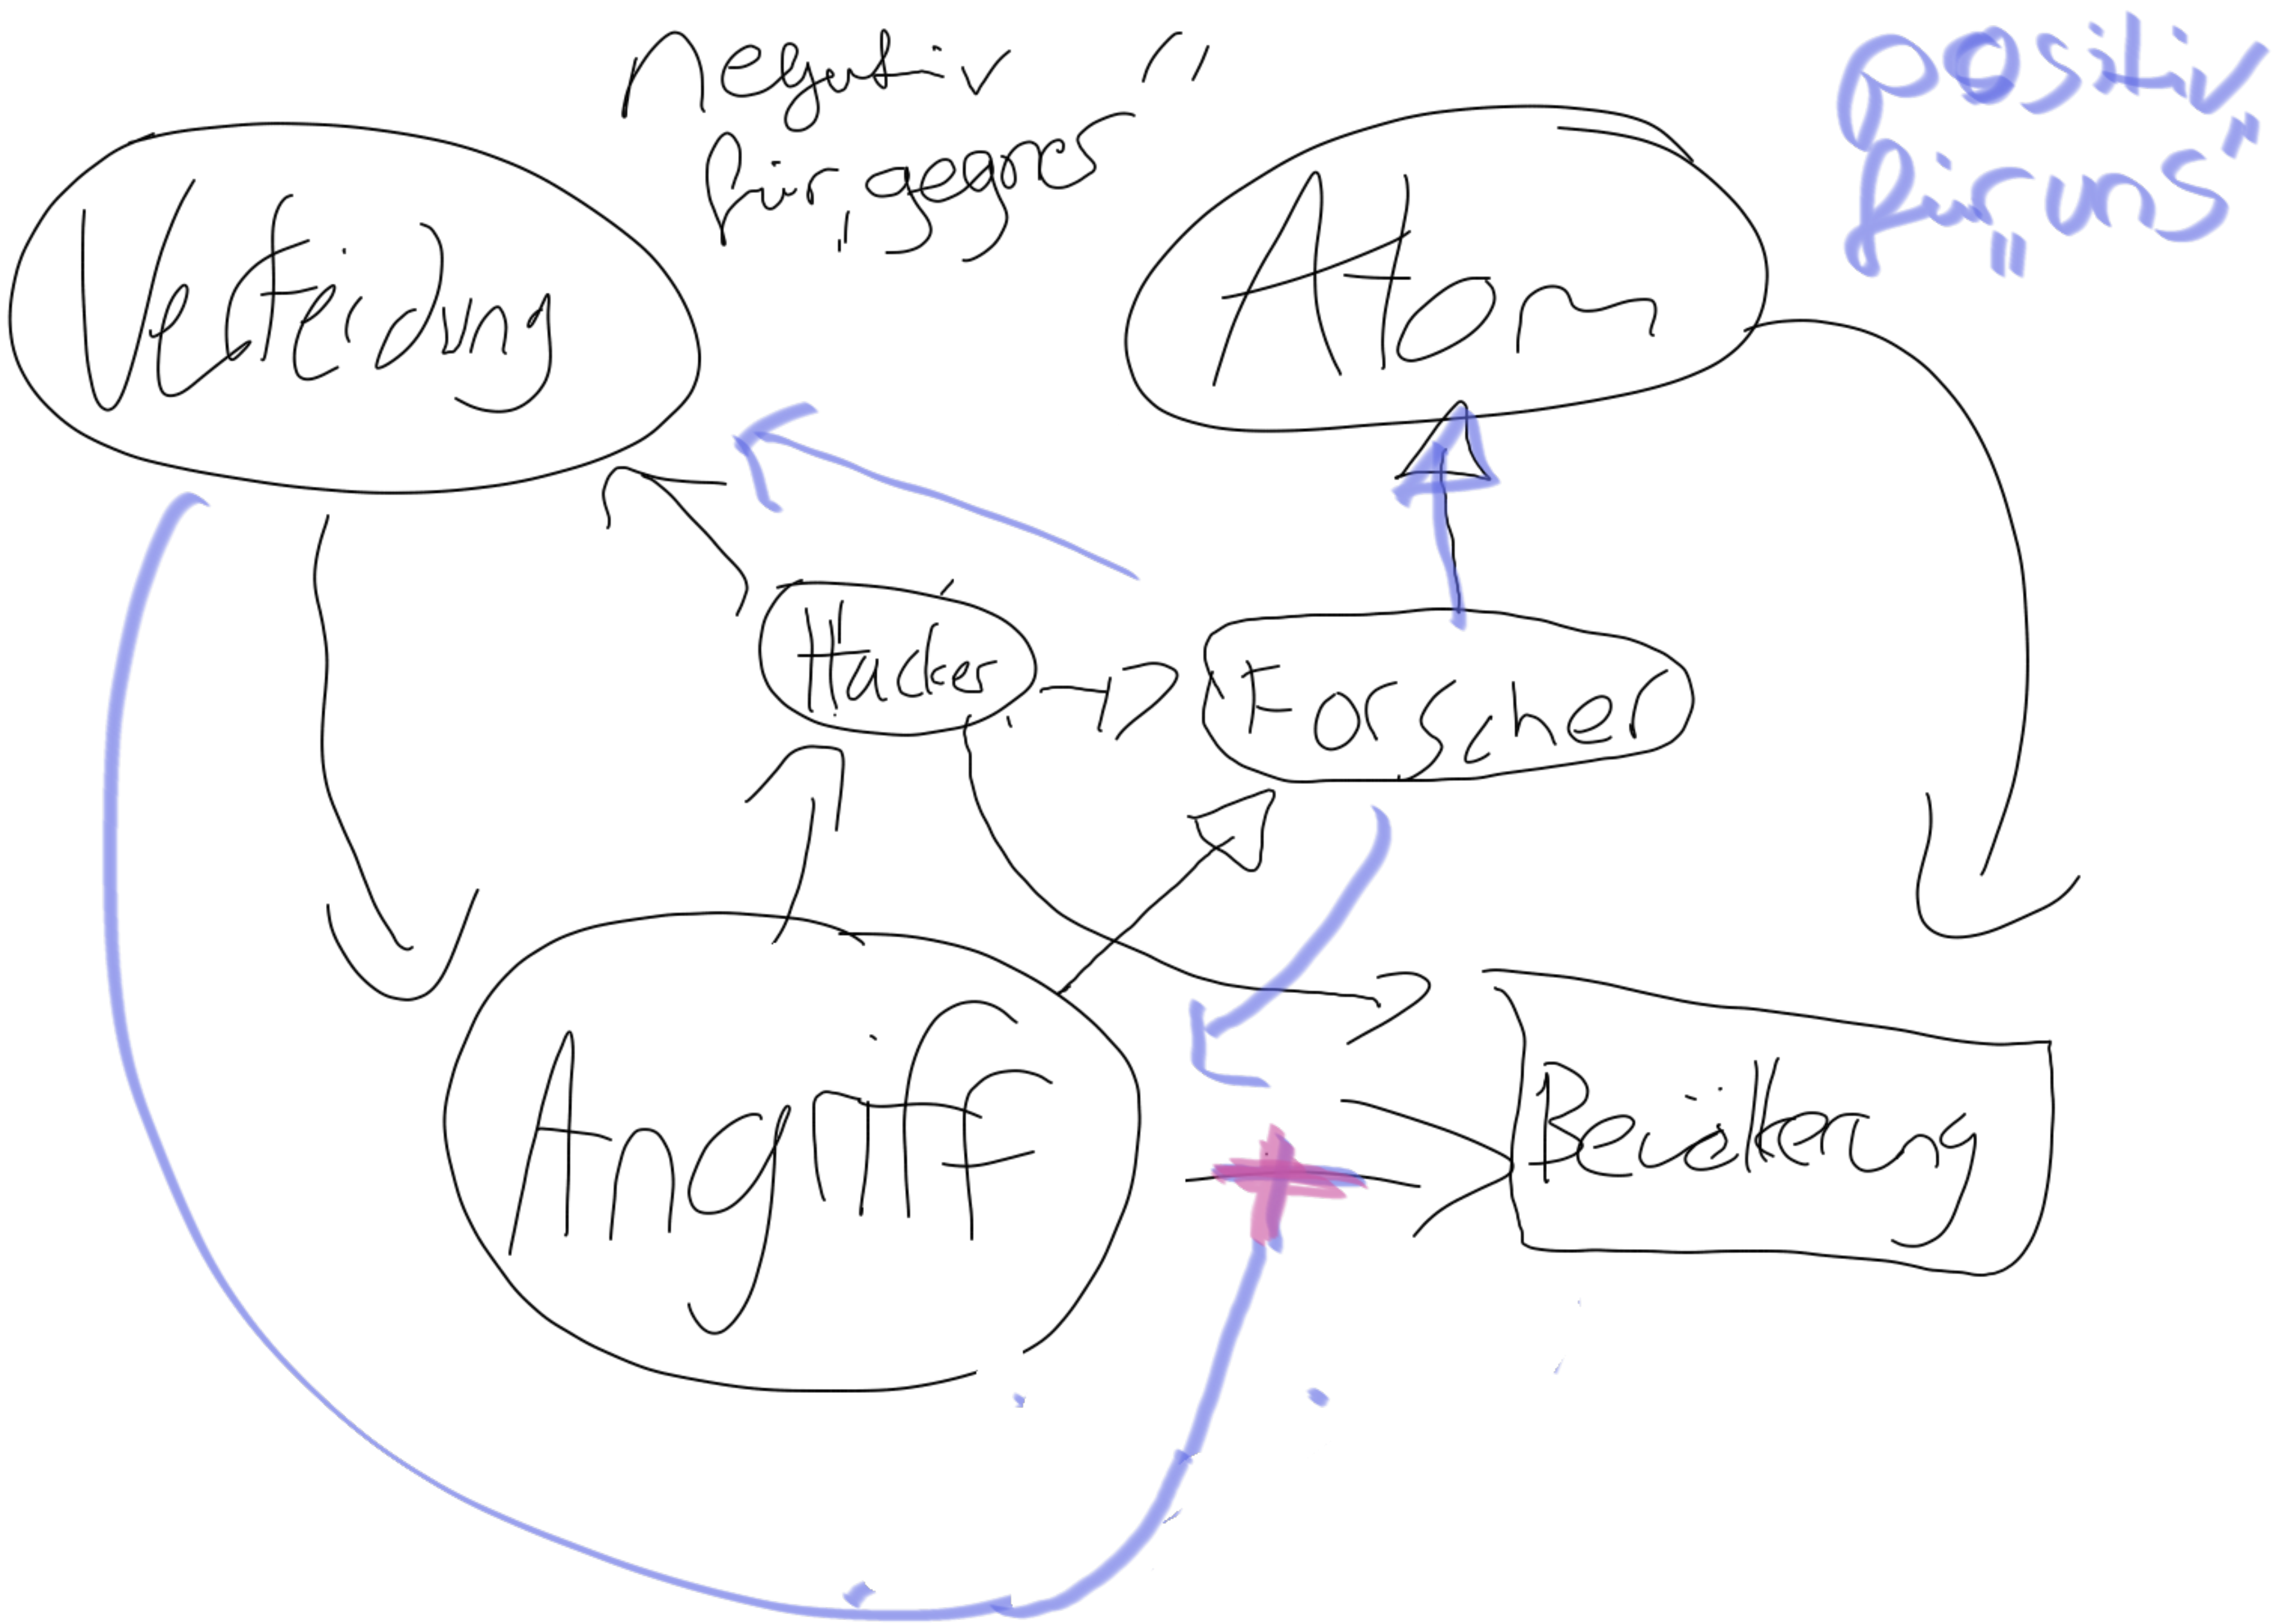 negativ "
für „gegner
positiv
für „uns"
Verteidung
Atom
Hacker
Forscher
Angriff
Bevölkerung